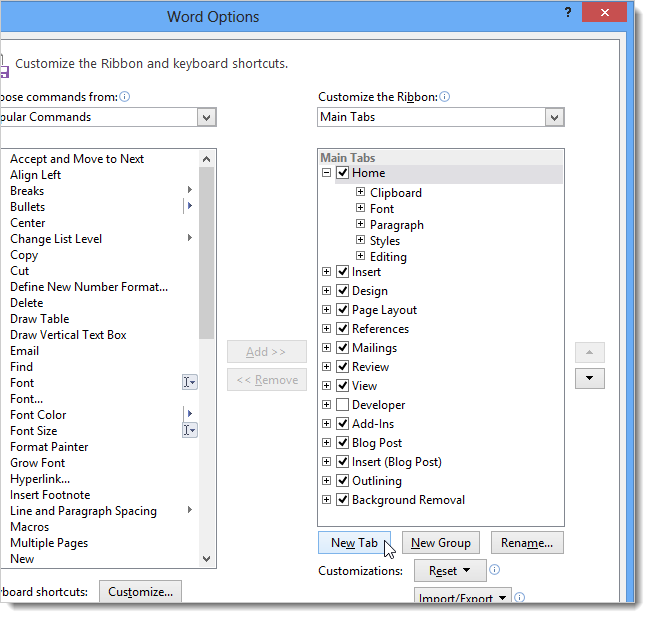 Word Options
?
Customize the Ribbon and keyboard shortcuts.
oose commands from:
pular Commands
Accept and Move to Next
Align Left
Breaks
Bullets
Center
Change List Level
Copy
Cut
Define New Number Format...
Delete
Draw Table
Draw Vertical Text Box
Email
Find
Font
Font...
Font Color
Font Size
Format Painter
Grow Font
Hyperlink...
Insert Footnote
Line and Paragraph Spacing
Macros
Multiple Pages
New
board shortcuts:
Customize...
Add >>
<< Remove
Customize the Ribbon:
Main Tabs
Main Tabs
Home
Clipboard
Font
Paragraph
Styles
Editing
Insert
Design
Page Layout
References
Mailings
Review
View
Developer
Add-Ins
Blog Post
Insert (Blog Post)
Outlining
Background Removal
New Tab
New Group
Rename...
Customizations:
Reset
Import/Export